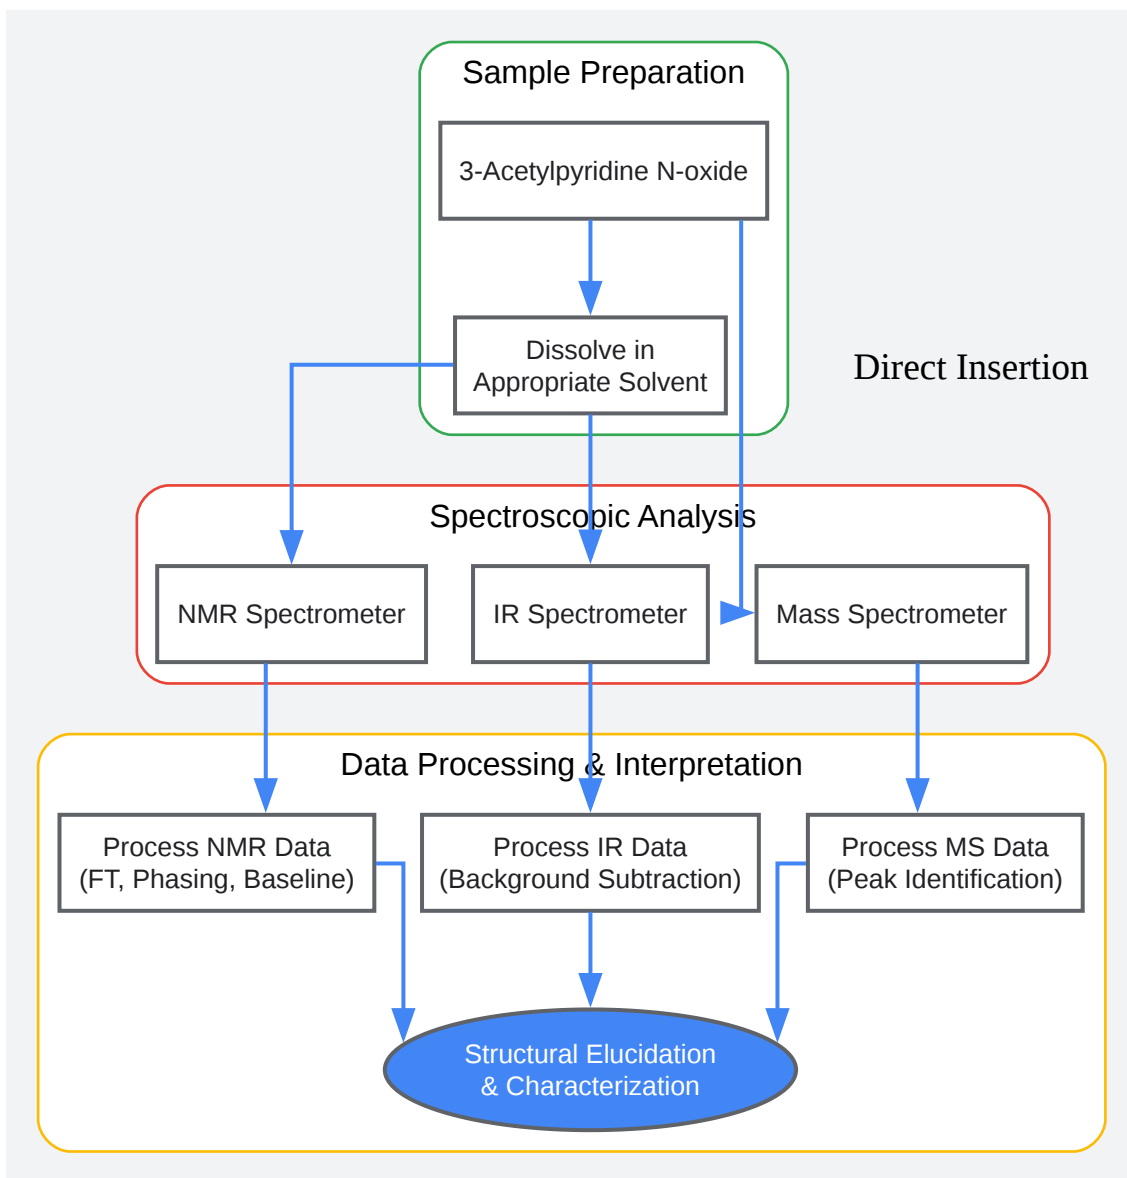 Sample Preparation
3-Acetylpyridine N-oxide
Dissolve in
Appropriate Solvent
Direct Insertion
Spectroscopic Analysis
NMR Spectrometer
IR Spectrometer
Mass Spectrometer
Data Processing & Interpretation
Process NMR Data
(FT, Phasing, Baseline)
Process IR Data
(Background Subtraction)
Process MS Data
(Peak Identification)
Structural Elucidation
& Characterization